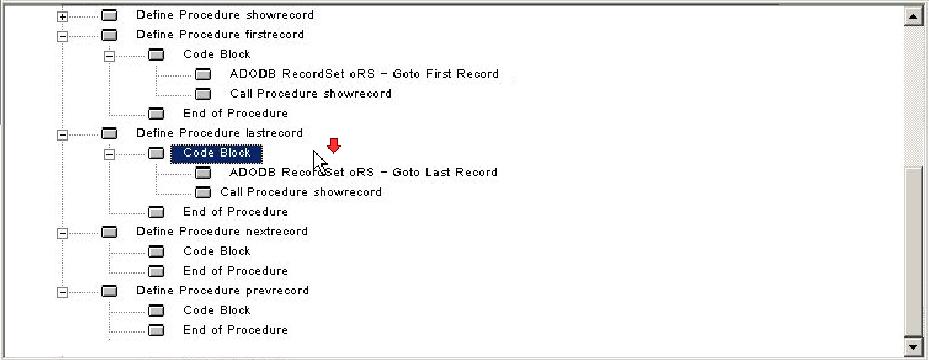 Define Procedure showrecord
Define Procedure firstrecord
Code Block
ADODB RecordSet oRS - Goto First Record
Call Procedure showrecord
End of Procedure
Define Procedure lastrecord
Code Block
ADODB RecordSet oRS - Goto Last Record
Call Procedure showrecord
End of Procedure
Define Procedure nextrecord
Code Block
End of Procedure
Define Procedure prevrecord
Code Block
End of Procedure